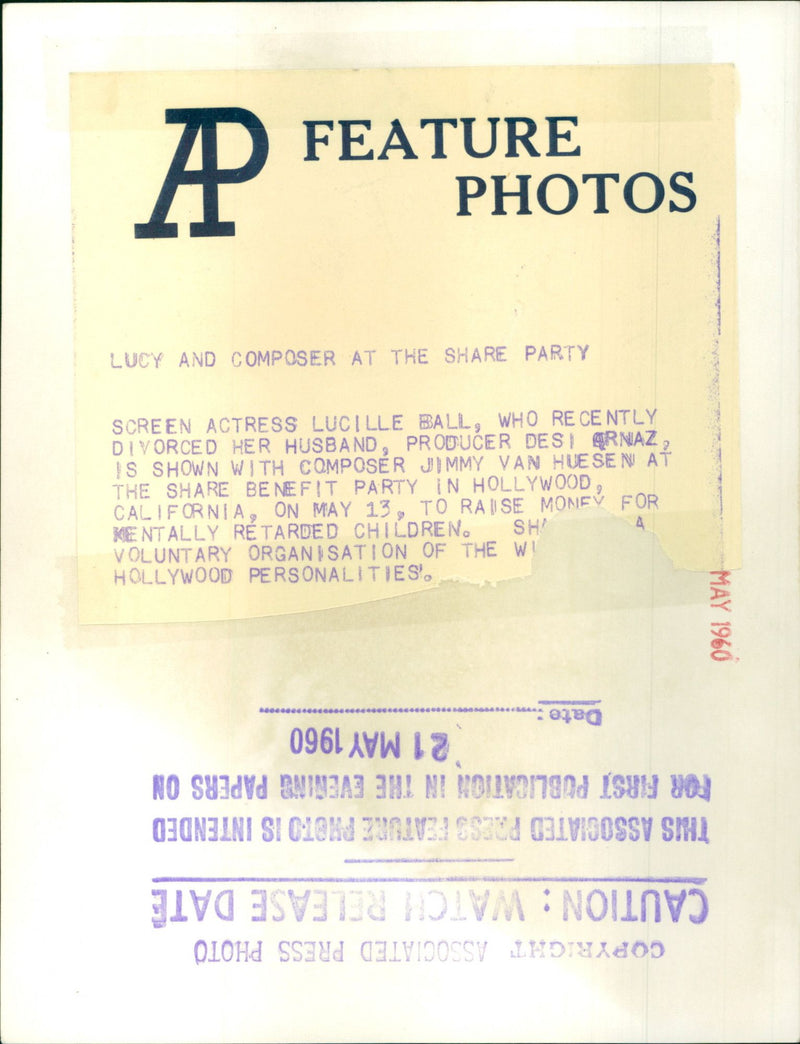 AP FEATURE
PHOTOS
LUCY AND COMPOSER AT THE SHARE PARTY
SCREEN ACTRESS LUCILLE BALL, WHO RECENTLY
DIVORCED HER HUSBAND, PRODUCER DESI ARNAZ,
IS SHOWN WITH COMPOSER JIMMY VAN HUESEN AT
THE SHARE BENEFIT PARTY IN HOLLYWOOD,
CALIFORNIA, ON MAY 13, TO RAISE MONEY FOR
MENTALLY RETARDED CHILDREN. A
VOLUNTARY ORGANISATION OF THE
HOLLYWOOD PERSONALITIES'.
MAY 1960
COPYRIGHT ASSOCIATED PRESS PHOTO
CAUTION: WATCH RELEASE DATE
THIS ASSOCIATED PRESS FEATURE PHOTO IS INTENDED
FOR FIRST PUBLICATION IN THE EVENING PAPERS ON
21 MAY 1960
Date: